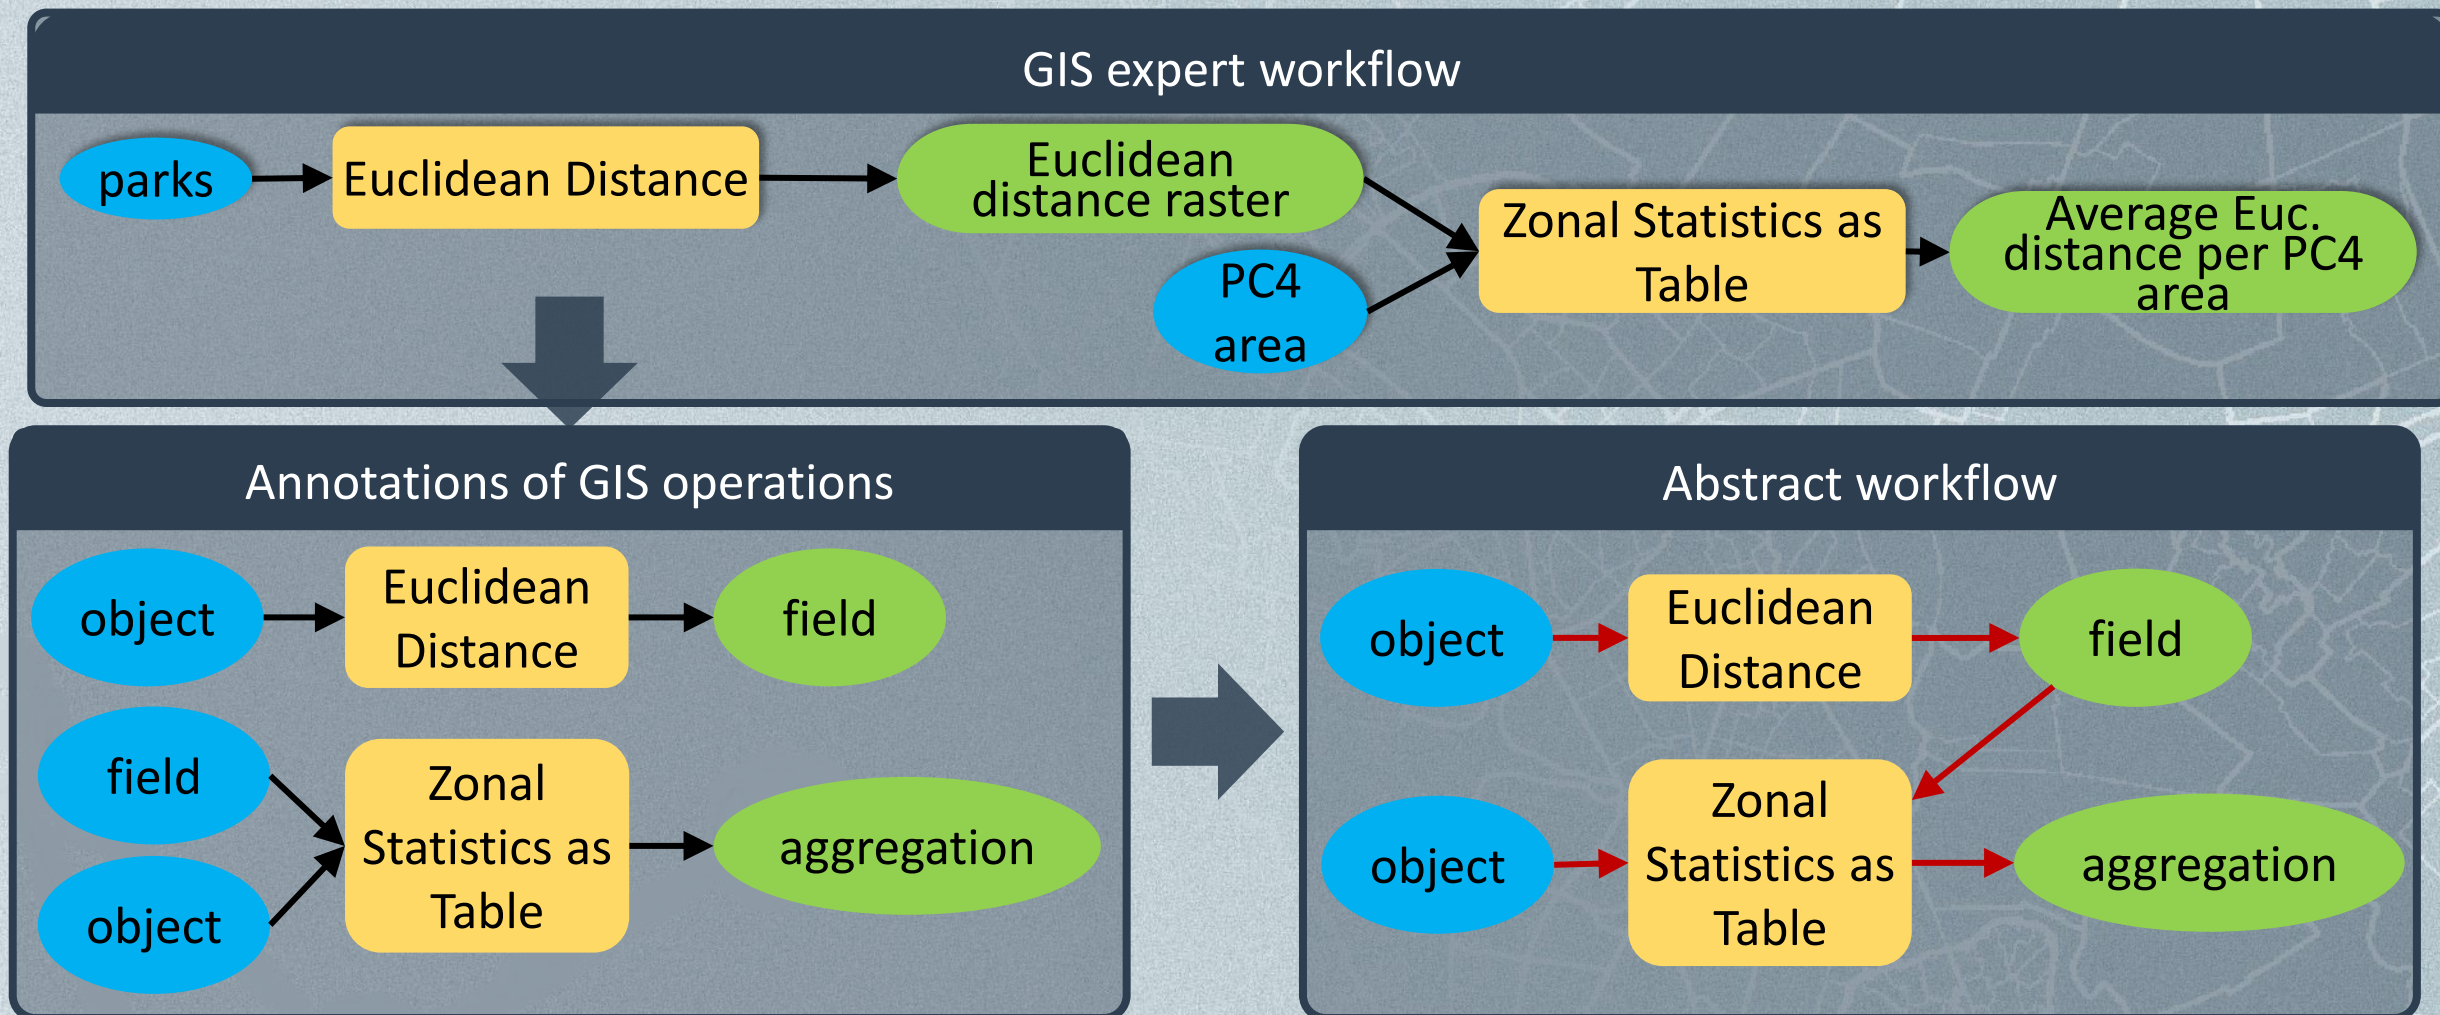 GIS expert workflow
parks
Euclidean Distance
Euclidean
distance raster
PC4
area
Zonal Statistics as
Table
Average Euc.
distance per PC4
area
Annotations of GIS operations
object
Euclidean
Distance
field
field
object
Zonal
Statistics as
Table
aggregation
Abstract workflow
object
Euclidean
Distance
field
object
Zonal
Statistics as
Table
aggregation